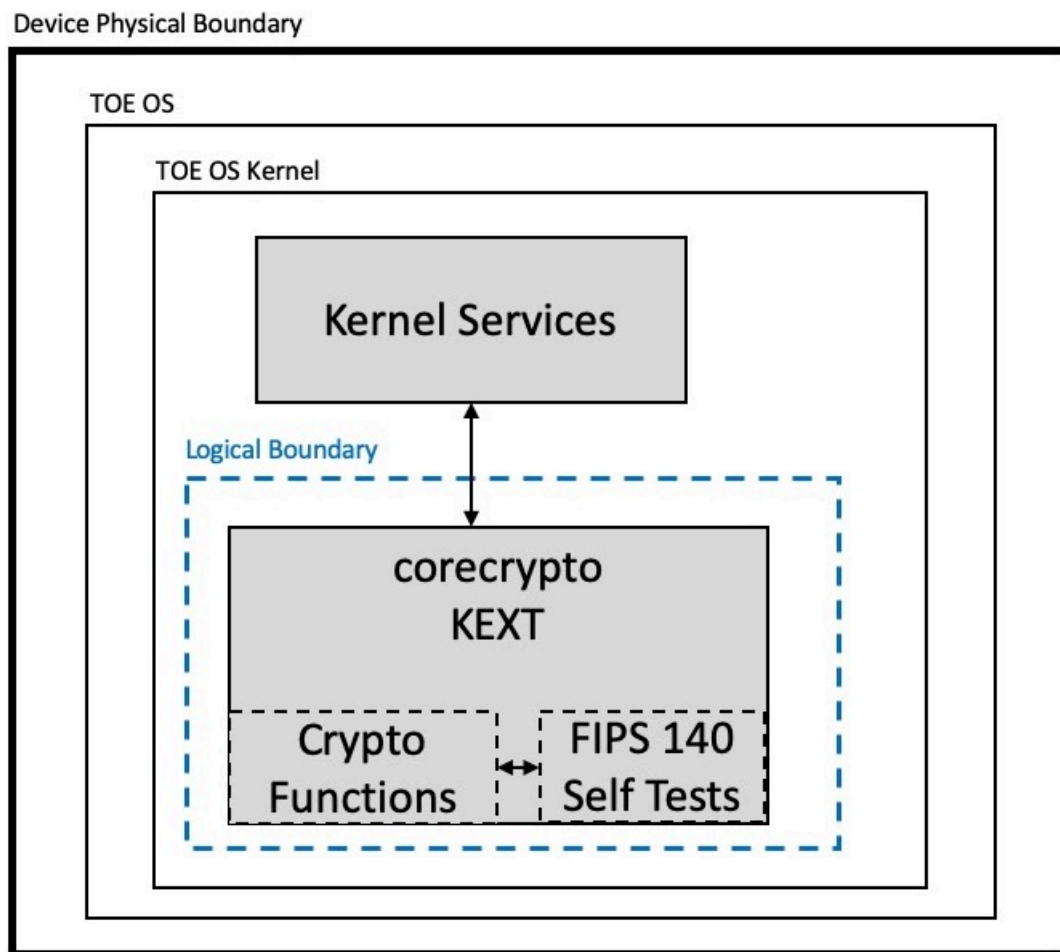 Device Physical Boundary
TOE OS
TOE OS Kernel
Kernel Services
Logical Boundary
corecrypto
KEXT
Crypto
Functions
FIPS 140
Self Tests